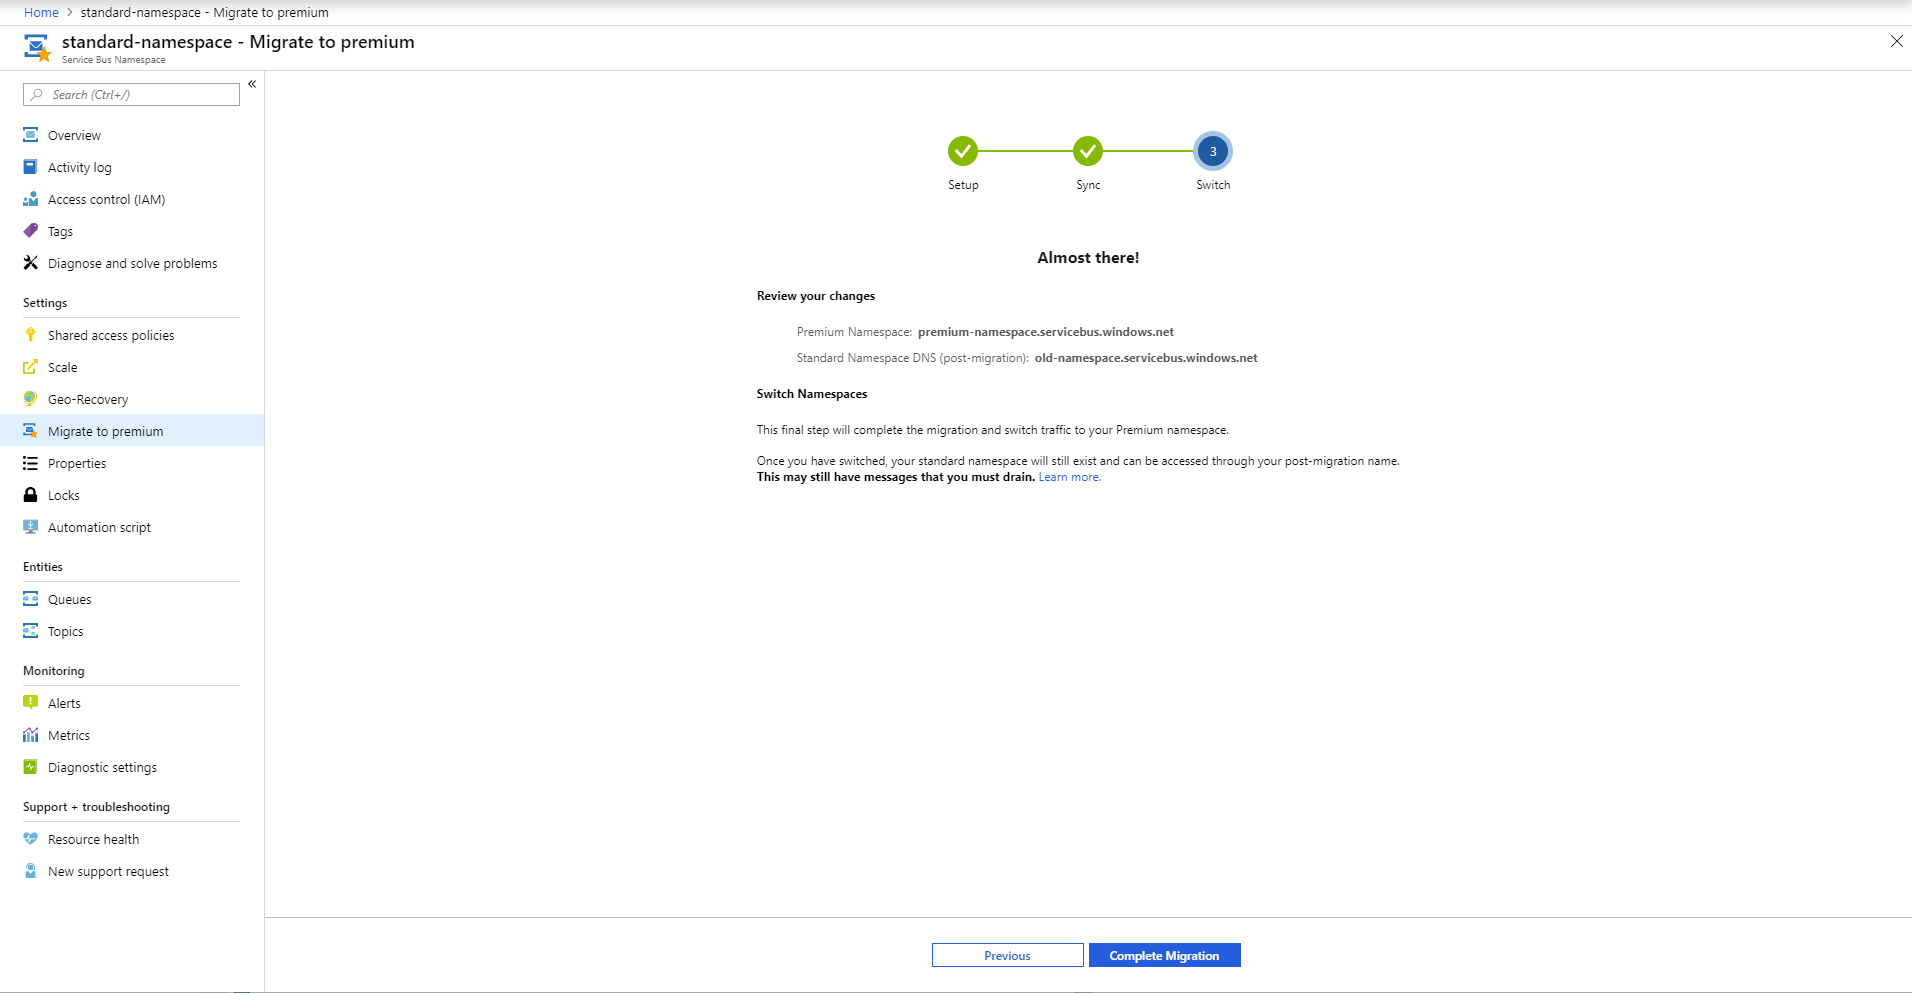 Home > standard-namespace - Migrate to premium
standard-namespace - Migrate to premium
Service Bus Namespace
Search (Ctrl+/)
«
Overview
Activity log
Access control (IAM)
Tags
Diagnose and solve problems
Settings
Shared access policies
Scale
Geo-Recovery
Migrate to premium
Properties
Locks
Automation script
Entities
Queues
Topics
Monitoring
Alerts
Metrics
Diagnostic settings
Support + troubleshooting
Resource health
New support request
3
Setup Sync Switch
Almost there!
Review your changes
Premium Namespace: premium-namespace.servicebus.windows.net
Standard Namespace DNS (post-migration): old-namespace.servicebus.windows.net
Switch Namespaces
This final step will complete the migration and switch traffic to your Premium namespace.
Once you have switched, your standard namespace will still exist and can be accessed through your post-migration name.
This may still have messages that you must drain. Learn more.
Previous Complete Migration